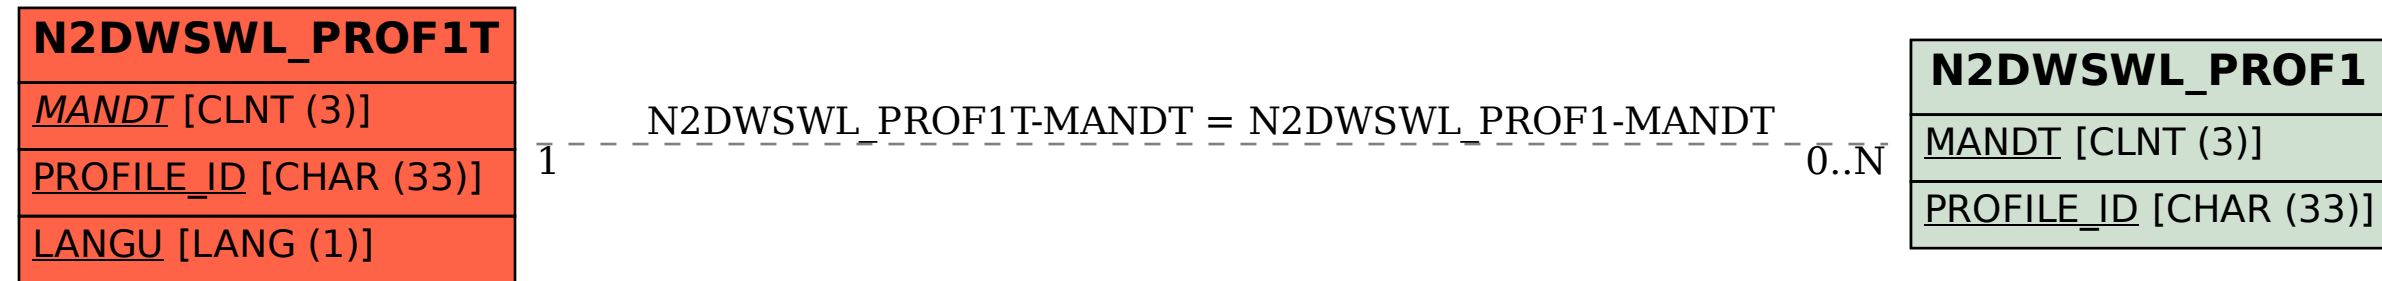 N2DWSWL_PROF1T
MANDT [CLNT (3)]
PROFILE_ID [CHAR (33)]
LANGU [LANG (1)]
N2DWSWL_PROF1T-MANDT = N2DWSWL_PROF1-MANDT
1
0..N
N2DWSWL_PROF1
MANDT [CLNT (3)]
PROFILE_ID [CHAR (33)]